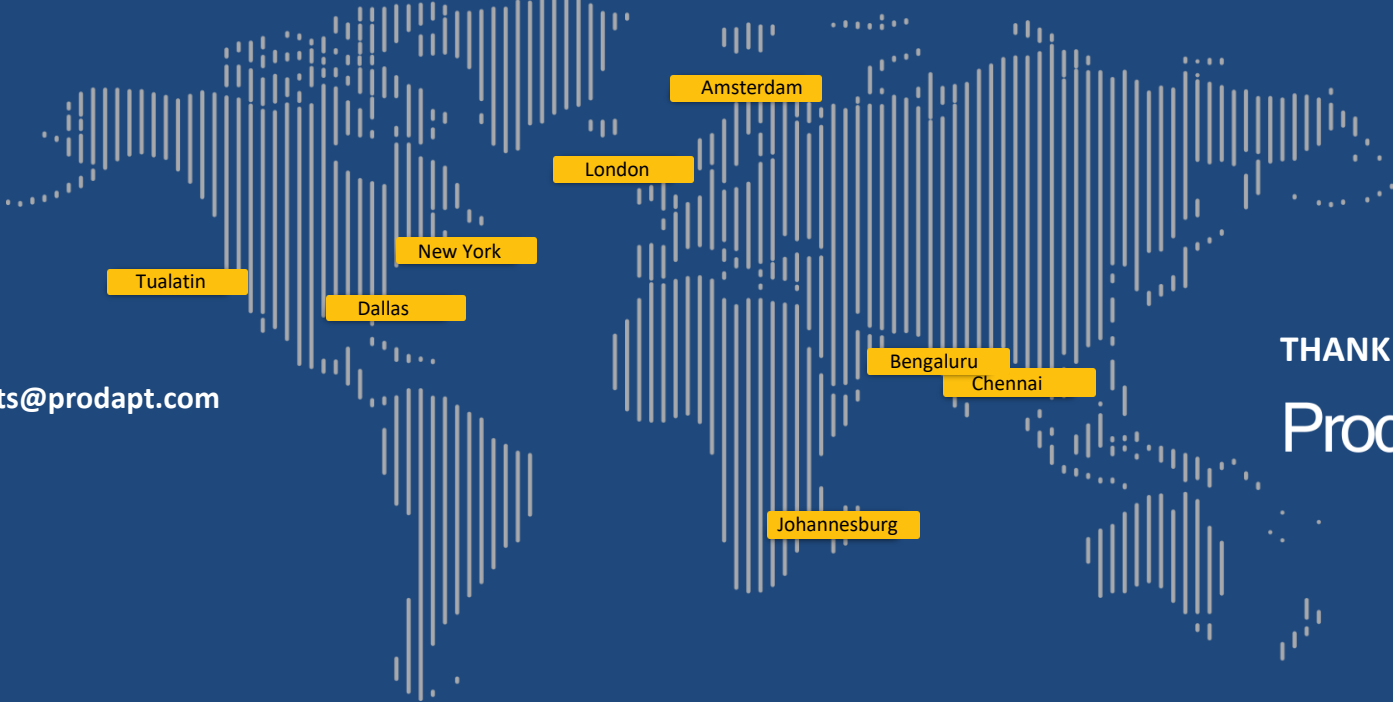 Amsterdam
London
New York
Tualatin
Dallas
THANK
Bengaluru
Chennai
ts@prodapt.com
Prod
Johannesburg